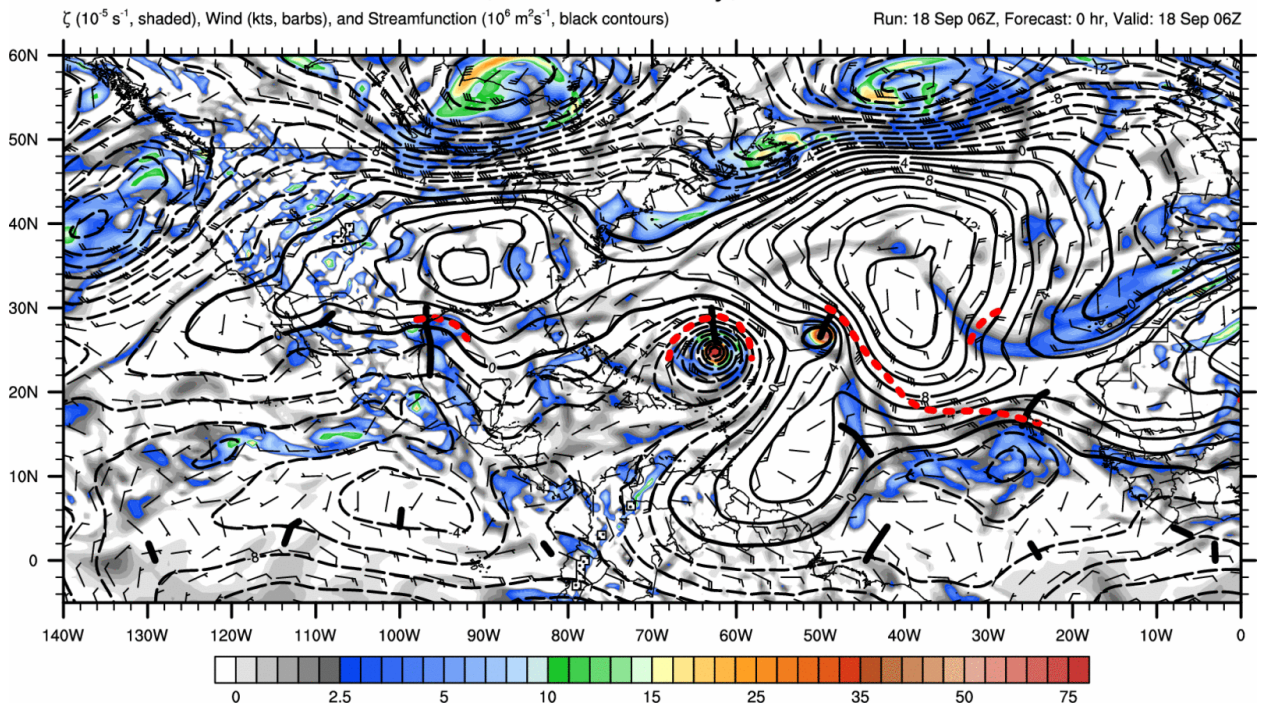 ζ (10⁻⁵ s⁻¹, shaded), Wind (kts, barbs), and Streamfunction (10⁶ m²s⁻¹, black contours)
Run: 18 Sep 06Z, Forecast: 0 hr, Valid: 18 Sep 06Z
60N
50N
40N
30N
20N
10N
0
140W 130W 120W 110W 100W 90W 80W 70W 60W 50W 40W 30W 20W 10W 0
0 2.5 5 10 15 25 35 50 75